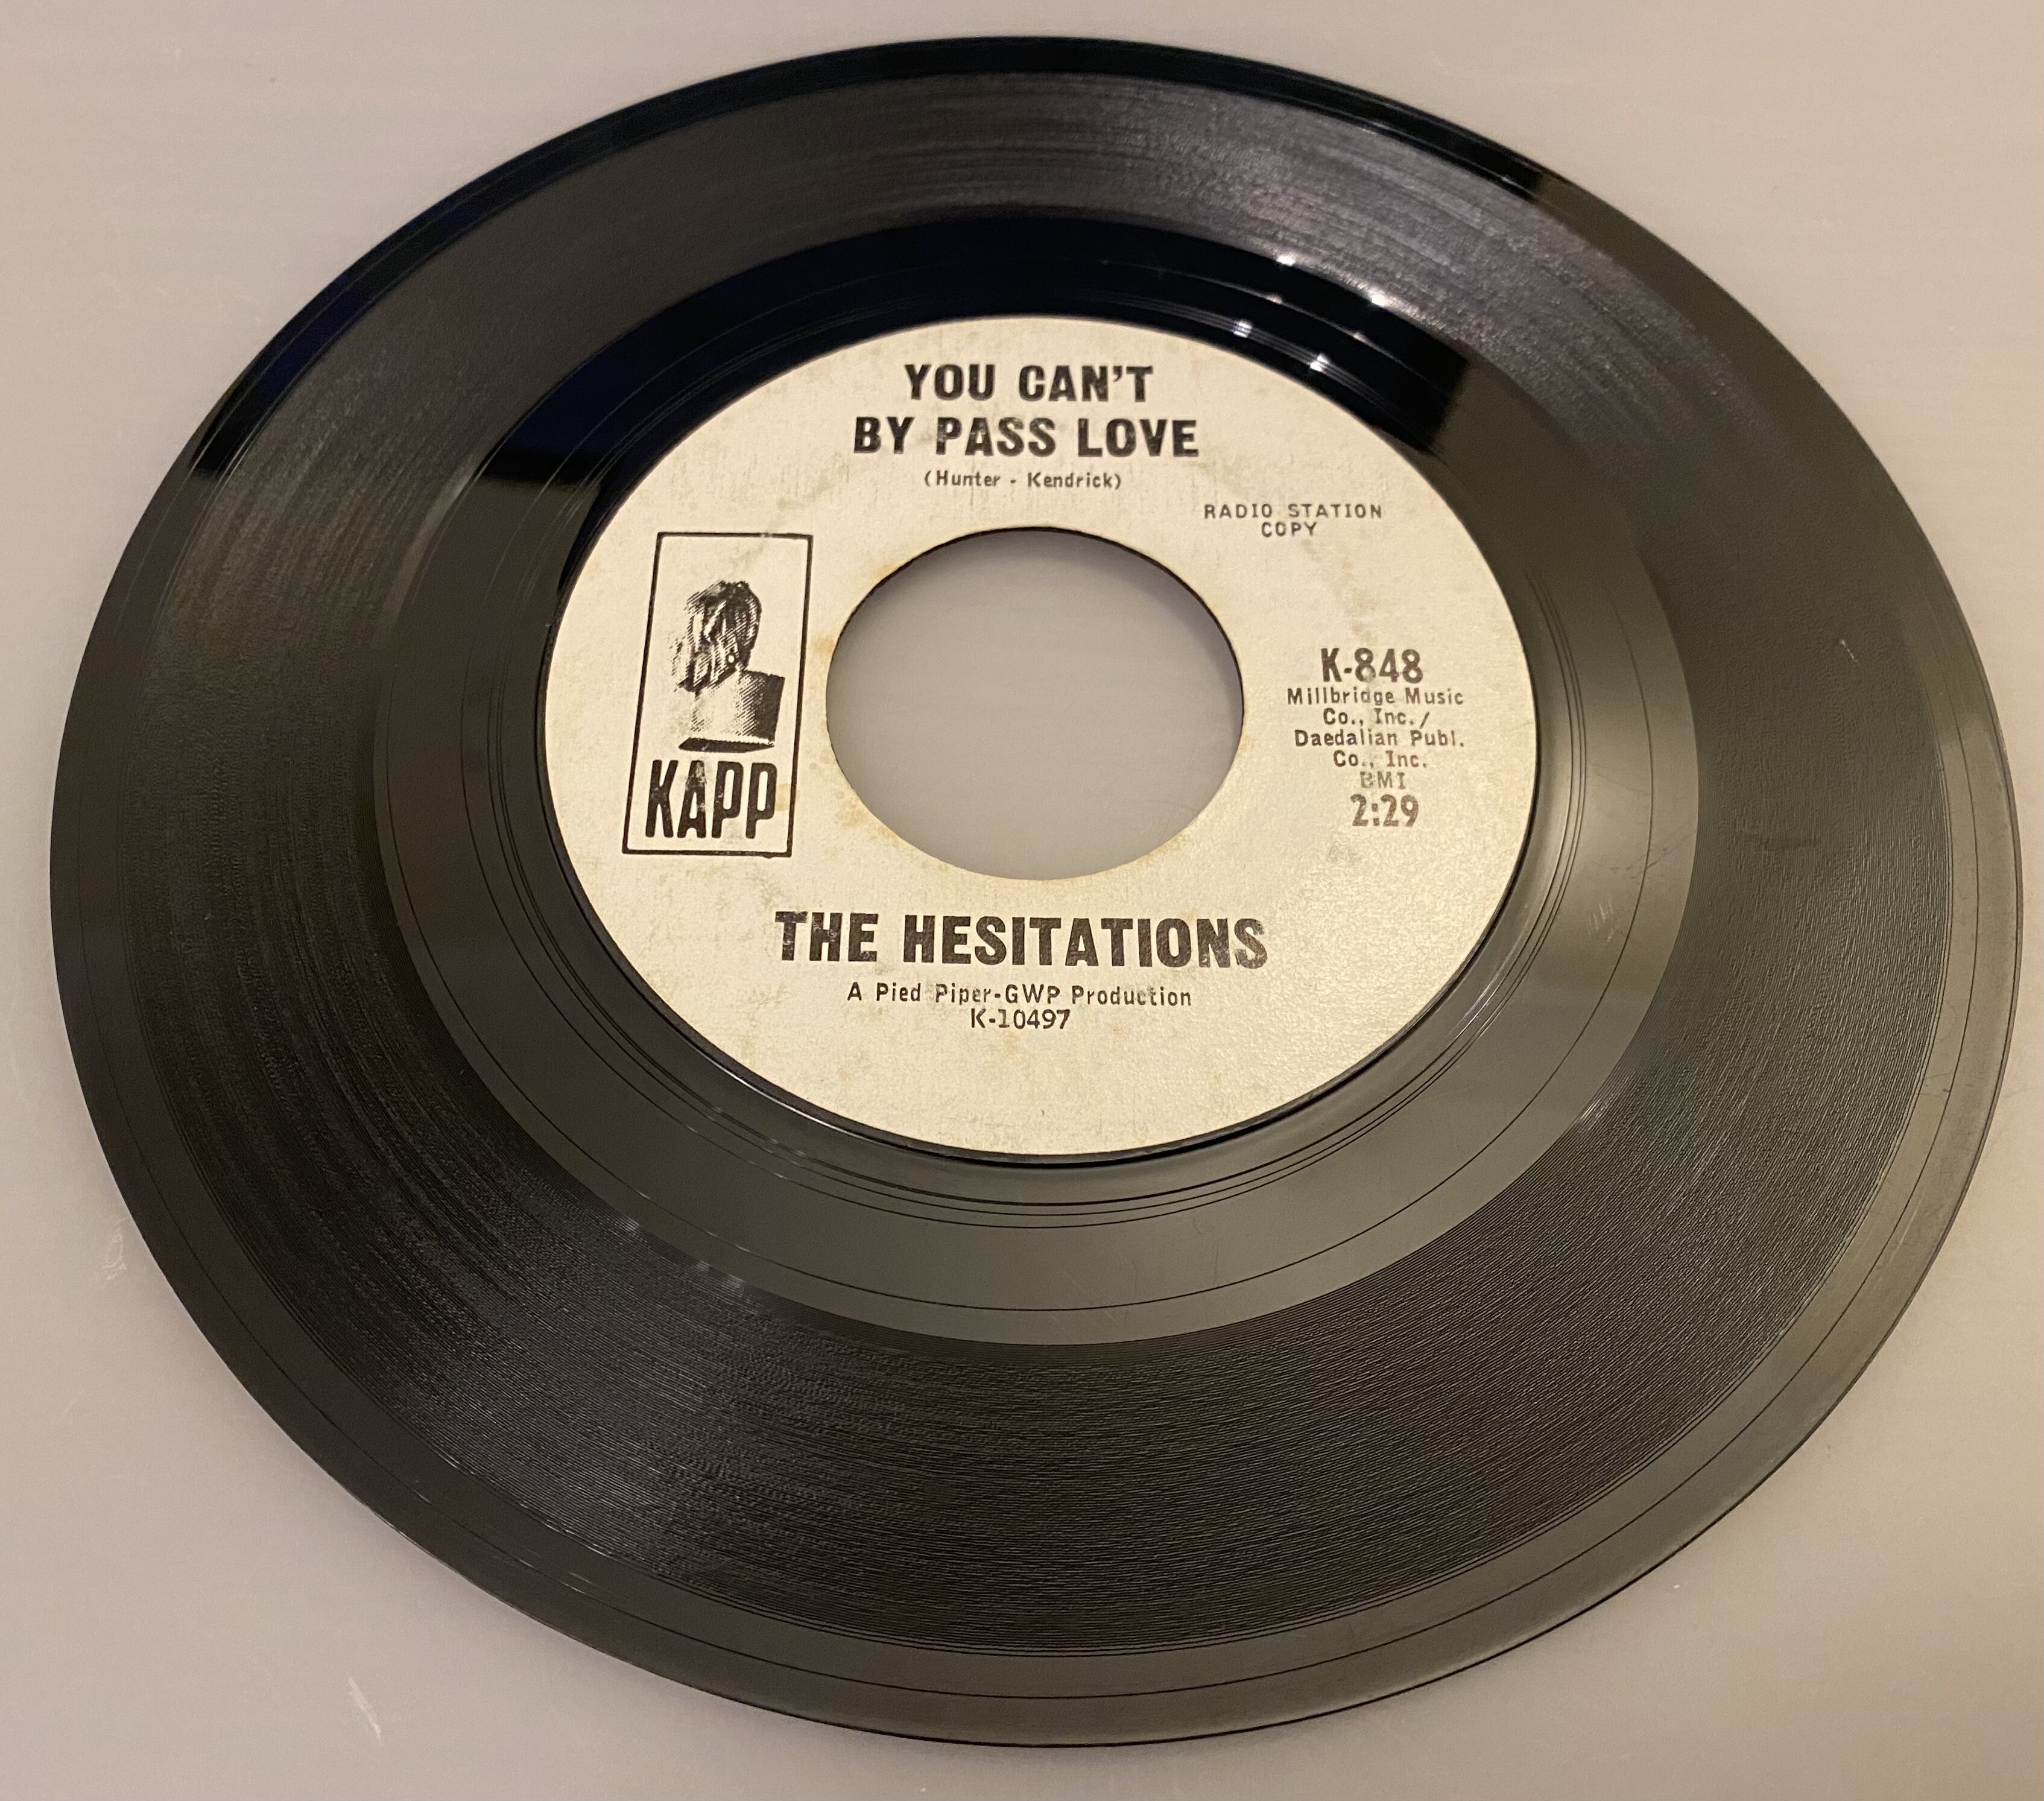 YOU CAN'T
BY PASS LOVE
(Hunter - Kendrick)
RADIO STATION
COPY
KAPP
K-848
Millbridge Music
Co., Inc./
Daedalian Publ.
Co., Inc.
BMI
2:29
THE HESITATIONS
A Pied Piper-GWP Production
K-10497